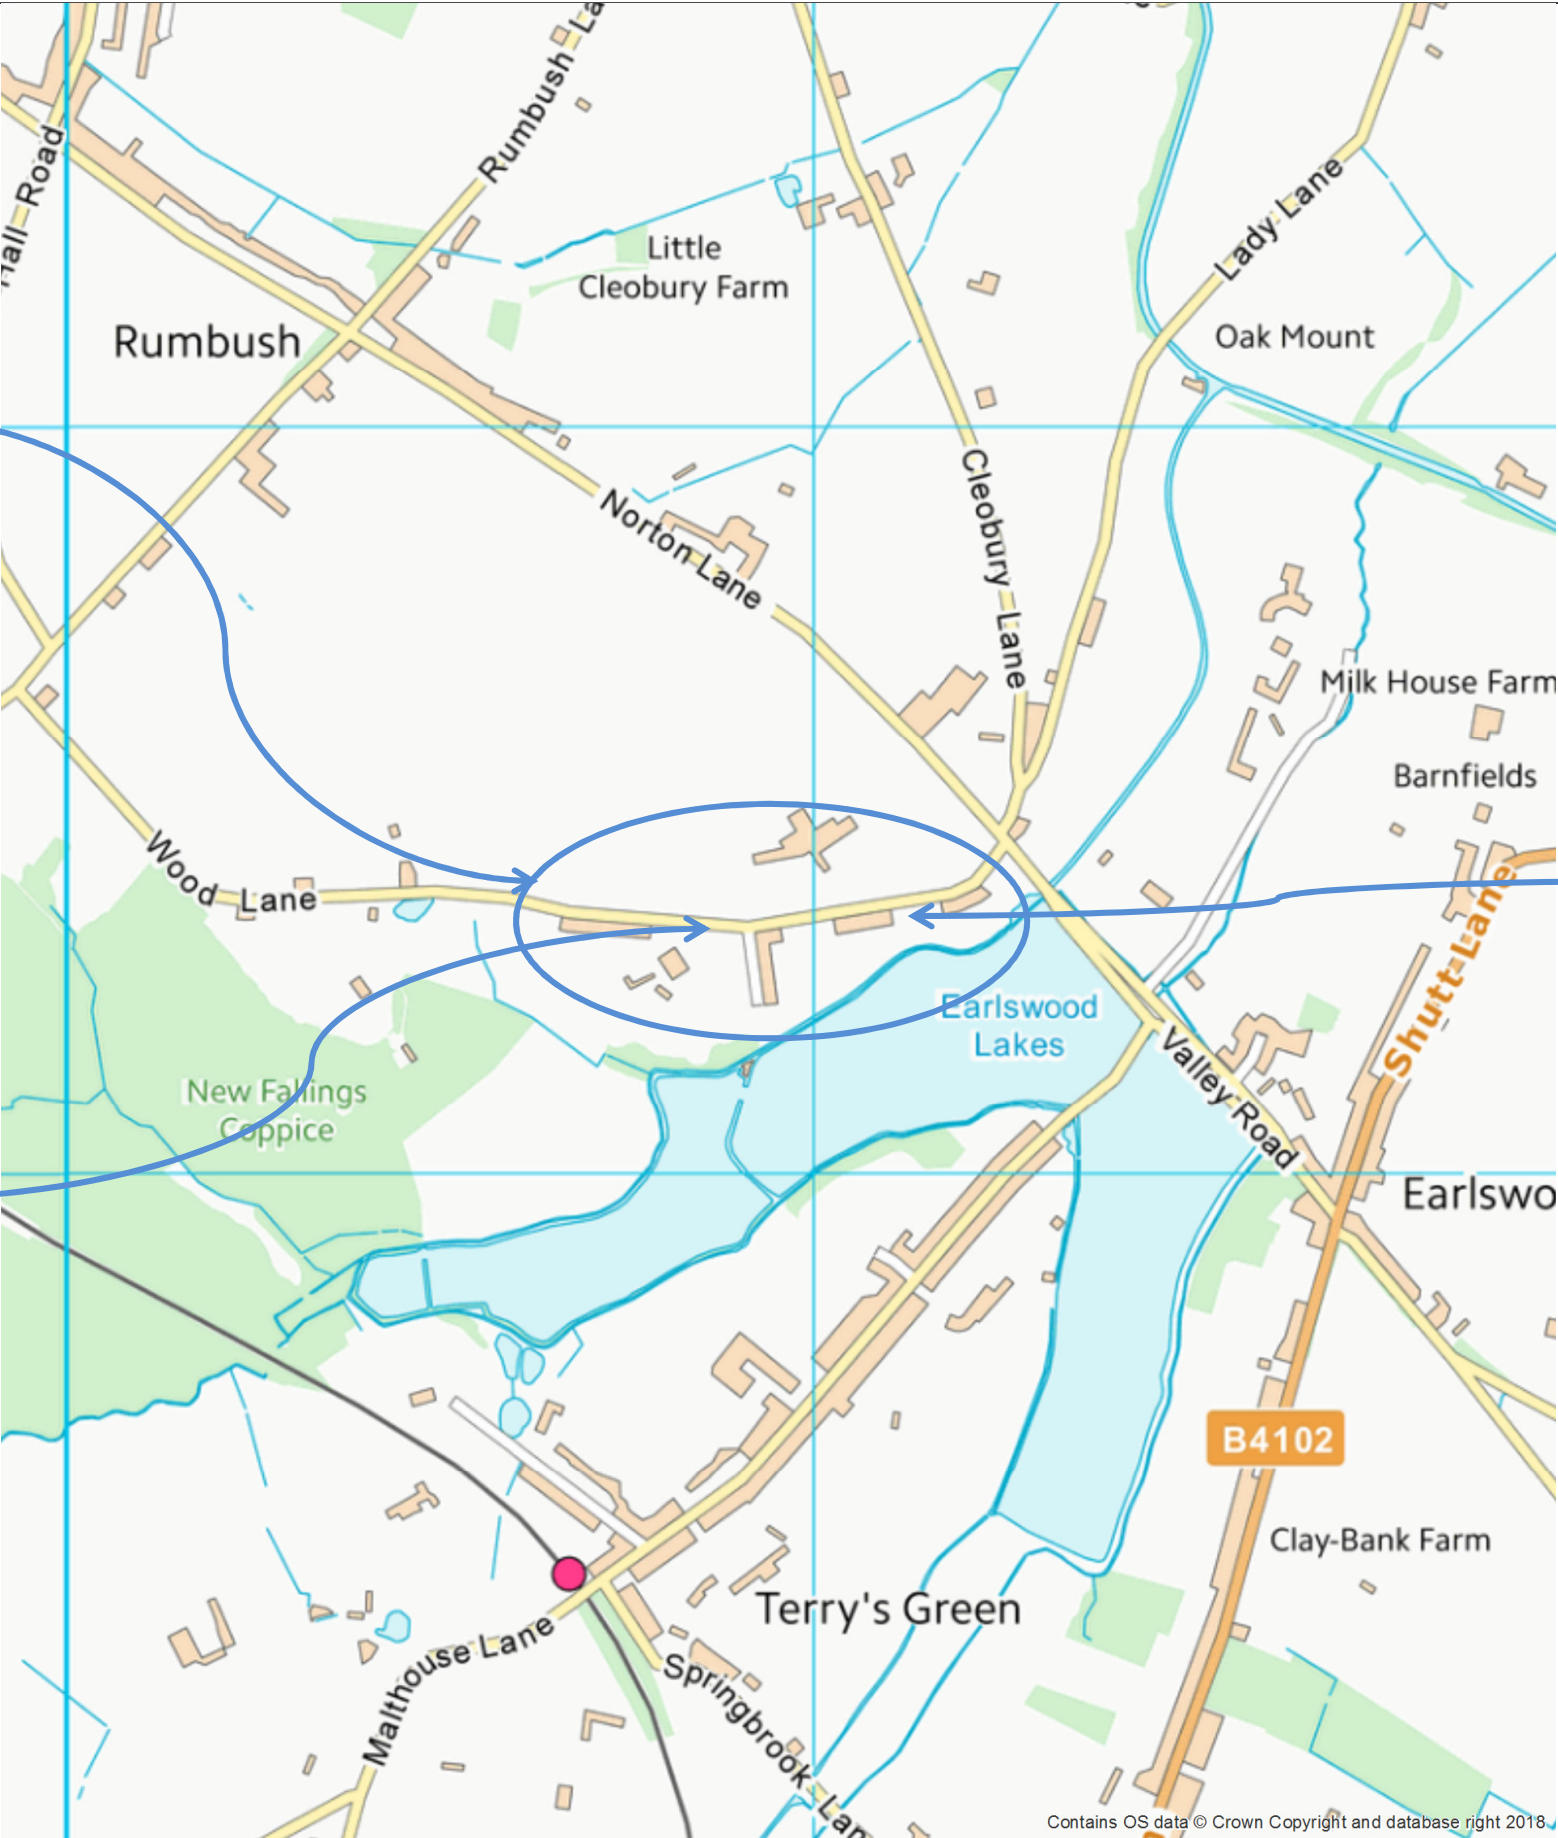 Rumbush La
Hall Road
Little
Cleobury Farm
Lady Lane
Rumbush
Oak Mount
Norton Lane
Cleobury Lane
Milk House Farm
Barnfields
Wood Lane
Shutt Lane
Earlswood
Lakes
Valley Road
New Fallings
Coppice
Earlswo
B4102
Clay-Bank Farm
Terry's Green
Malthouse Lane
Springbrook Lan
Contains OS data © Crown Copyright and database right 2018